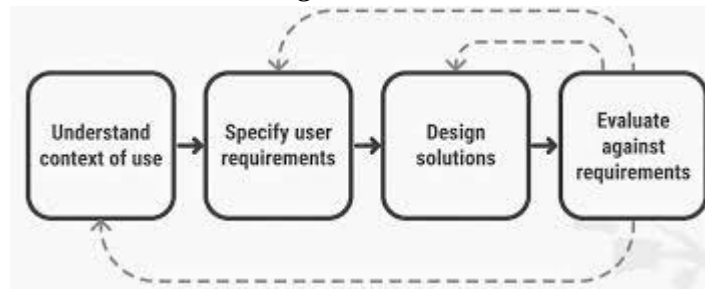 Understand
context of use
Specify user
requirements
Design
solutions
Evaluate
against
requirements